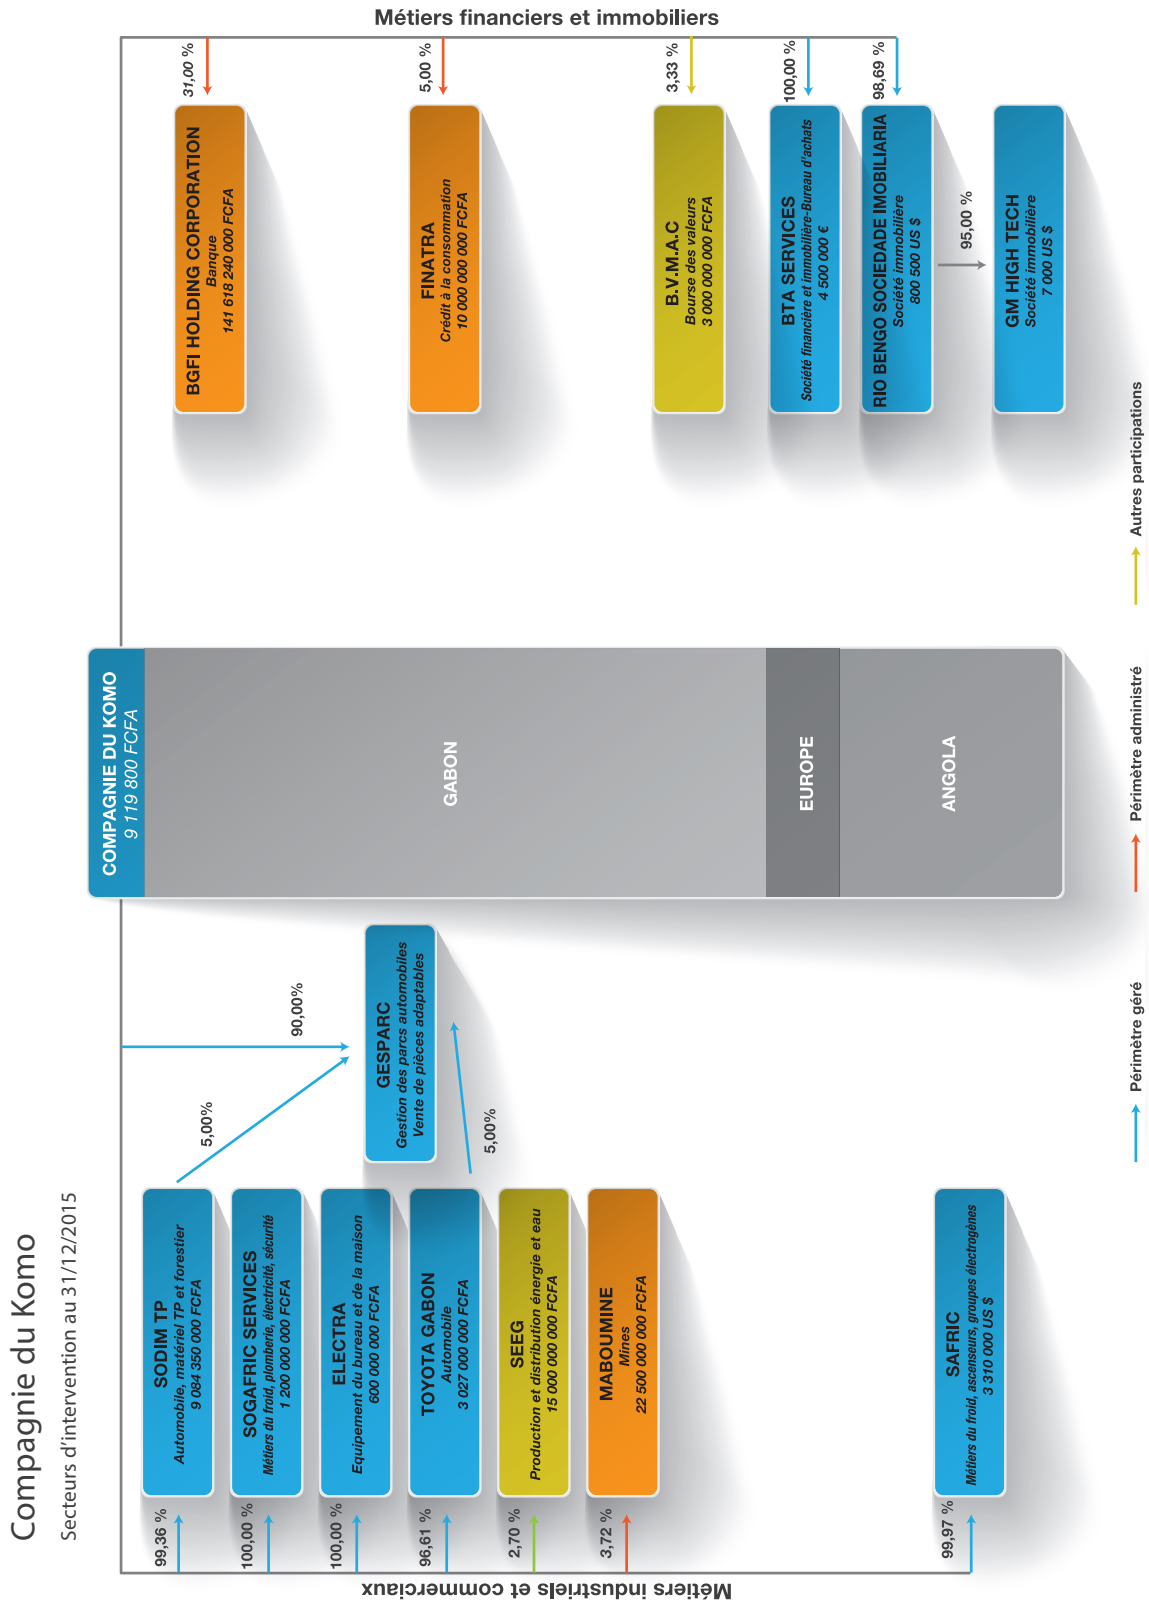 Compagnie du Komo
Secteurs d'intervention au 31/12/2015
COMPAGNIE DU KOMO
9 119 800 FCFA
GABON
EUROPE
ANGOLA
Métiers industriels et commerciaux
99,36 %
SODIM TP
Automobile, matériel TP et forestier
9 084 350 000 FCFA
100,00 %
SOGAFRIC SERVICES
Métiers du froid, plomberie, électricité, sécurité
1 200 000 000 FCFA
100,00 %
ELECTRA
Equipement du bureau et de la maison
600 000 000 FCFA
96,61 %
TOYOTA GABON
Automobile
3 027 000 000 FCFA
2,70 %
SEEG
Production et distribution énergie et eau
15 000 000 000 FCFA
3,72 %
MABOUMINE
Mines
22 500 000 000 FCFA
99,97 %
SAFRIC
Métiers du froid, ascenseurs, groupes électrogènes
3 310 000 US $
5,00%
90,00%
5,00%
GESPARC
Gestion des parcs automobiles
Vente de pièces adaptables
Métiers financiers et immobiliers
31,00 %
BGFI HOLDING CORPORATION
Banque
141 618 240 000 FCFA
5,00 %
FINATRA
Crédit à la consommation
10 000 000 000 FCFA
3,33 %
B.V.M.A.C
Bourse des valeurs
3 000 000 000 FCFA
100,00 %
BTA SERVICES
Société financière et immobilière-Bureau d'achats
4 500 000 €
98,69 %
RIO BENGO SOCIEDADE IMOBILIARIA
Société immobilière
800 500 US $
95,00 %
GM HIGH TECH
Société immobilière
7 000 US $
Périmètre géré
Périmètre administré
Autres participations